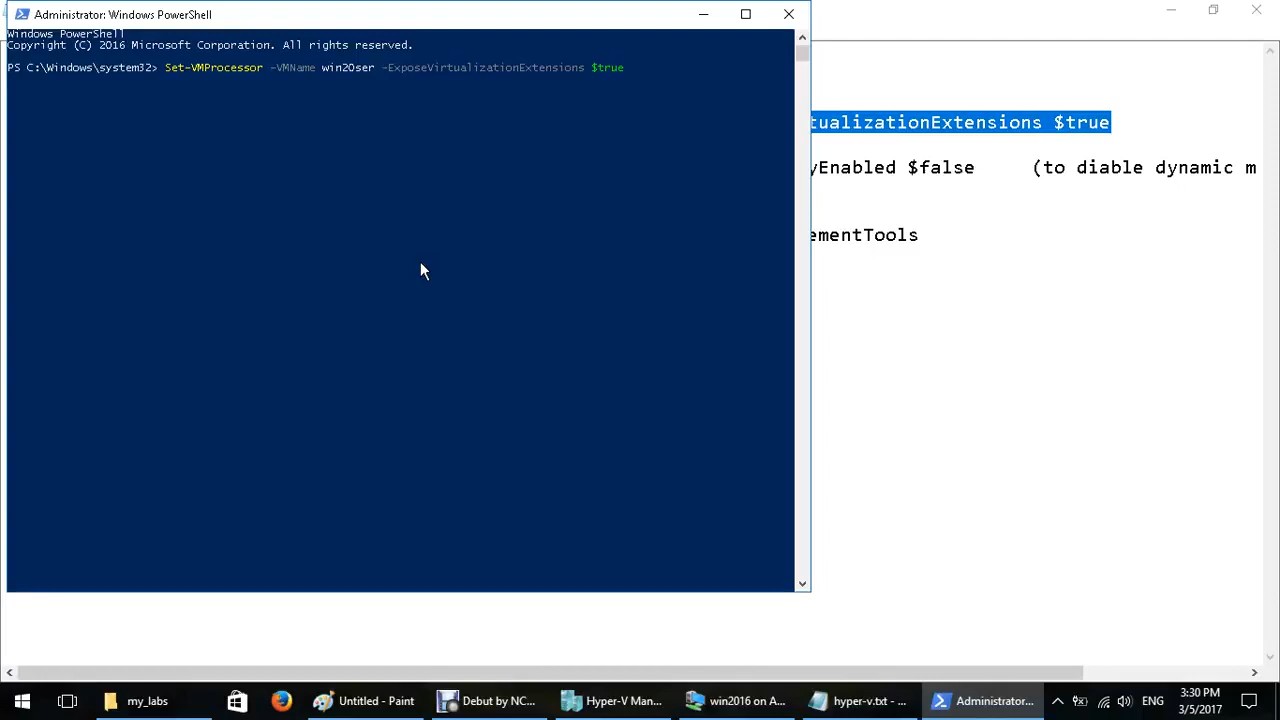 Administrator: Windows PowerShell
Windows PowerShell
Copyright (C) 2016 Microsoft Corporation. All rights reserved.
PS C:\Windows\system32> Set-VMProcessor -VMName win20ser -ExposeVirtualizationExtensions $true
tualizationExtensions $true
yEnabled $false (to diable dynamic m
ementTools
my_labs
Untitled - Paint
Debut by NC...
Hyper-V Man...
win2016 on A...
hyper-v.txt - ...
Administrator...
ENG
3:30 PM
3/5/2017